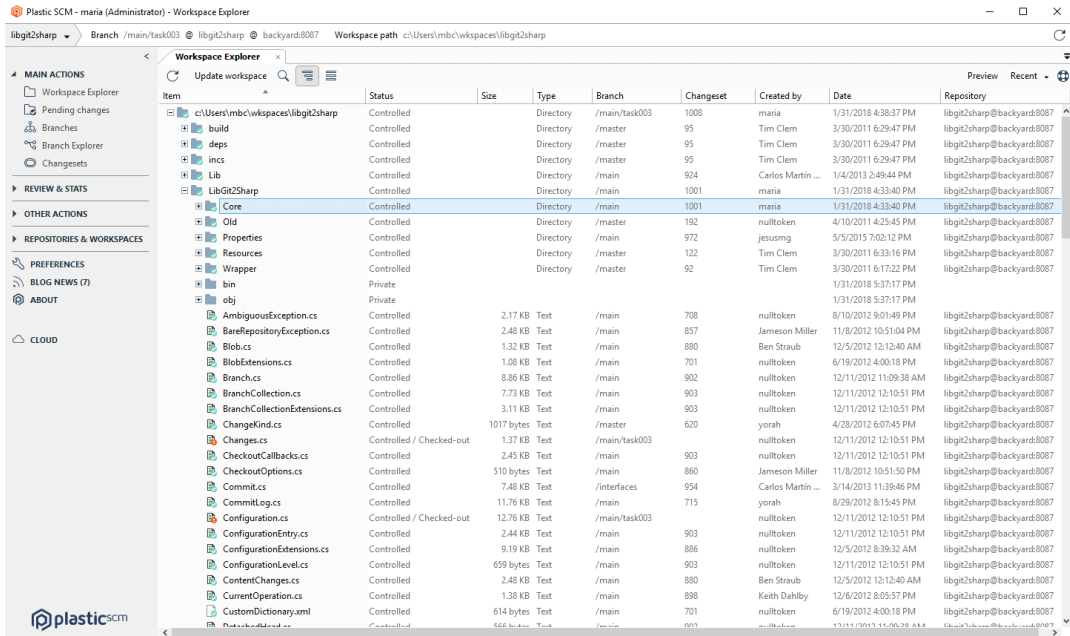 Plastic SCM - maria (Administrator) - Workspace Explorer
libgit2sharp Branch /main/task003 @ libgit2sharp @ backyard:8087 Workspace path c:\Users\mbc\wkspaces\libgit2sharp
Workspace Explorer
MAIN ACTIONS
Workspace Explorer
Pending changes
Branches
Branch Explorer
Changesets
REVIEW & STATS
OTHER ACTIONS
REPOSITORIES & WORKSPACES
PREFERENCES
BLOG NEWS (7)
ABOUT
CLOUD
plasticscm
Update workspace Preview Recent
Item Status Size Type Branch Changeset Created by Date Repository
c:\Users\mbc\wkspaces\libgit2sharp Controlled Directory /main/task003 1008 maria 1/31/2018 4:38:37 PM libgit2sharp@backyard:8087
build Controlled Directory /master 95 Tim Clem 3/30/2011 6:29:47 PM libgit2sharp@backyard:8087
deps Controlled Directory /master 95 Tim Clem 3/30/2011 6:29:47 PM libgit2sharp@backyard:8087
incs Controlled Directory /master 95 Tim Clem 3/30/2011 6:29:47 PM libgit2sharp@backyard:8087
Lib Controlled Directory /main 924 Carlos Martín ... 1/4/2013 2:49:44 PM libgit2sharp@backyard:8087
LibGit2Sharp Controlled Directory /main 1001 maria 1/31/2018 4:33:40 PM libgit2sharp@backyard:8087
Core Controlled Directory /main 1001 maria 1/31/2018 4:33:40 PM libgit2sharp@backyard:8087
Old Controlled Directory /master 192 nulltoken 4/10/2011 4:25:45 PM libgit2sharp@backyard:8087
Properties Controlled Directory /main 972 jesusmg 5/5/2015 7:02:12 PM libgit2sharp@backyard:8087
Resources Controlled Directory /master 122 Tim Clem 3/30/2011 6:33:16 PM libgit2sharp@backyard:8087
Wrapper Controlled Directory /master 92 Tim Clem 3/30/2011 6:17:22 PM libgit2sharp@backyard:8087
bin Private 1/31/2018 5:37:17 PM
obj Private 1/31/2018 5:37:17 PM
AmbiguousException.cs Controlled 2.17 KB Text /main 708 nulltoken 8/10/2012 9:01:49 PM libgit2sharp@backyard:8087
BareRepositoryException.cs Controlled 2.48 KB Text /main 857 Jameson Miller 11/8/2012 10:51:04 PM libgit2sharp@backyard:8087
Blob.cs Controlled 1.32 KB Text /main 880 Ben Straub 12/5/2012 12:12:40 AM libgit2sharp@backyard:8087
BlobExtensions.cs Controlled 1.08 KB Text /main 701 nulltoken 6/19/2012 4:00:18 PM libgit2sharp@backyard:8087
Branch.cs Controlled 8.86 KB Text /main 902 nulltoken 12/11/2012 11:09:38 AM libgit2sharp@backyard:8087
BranchCollection.cs Controlled 7.73 KB Text /main 903 nulltoken 12/11/2012 12:10:51 PM libgit2sharp@backyard:8087
BranchCollectionExtensions.cs Controlled 3.11 KB Text /main 903 nulltoken 12/11/2012 12:10:51 PM libgit2sharp@backyard:8087
ChangeKind.cs Controlled 1017 bytes Text /master 620 yorah 4/28/2012 6:07:45 PM libgit2sharp@backyard:8087
Changes.cs Controlled / Checked-out 1.37 KB Text /main/task003 nulltoken 12/11/2012 12:10:51 PM libgit2sharp@backyard:8087
CheckoutCallbacks.cs Controlled 2.45 KB Text /main 903 nulltoken 12/11/2012 12:10:51 PM libgit2sharp@backyard:8087
CheckoutOptions.cs Controlled 510 bytes Text /main 860 Jameson Miller 11/8/2012 10:51:50 PM libgit2sharp@backyard:8087
Commit.cs Controlled 7.48 KB Text /interfaces 954 Carlos Martín ... 3/14/2013 11:39:46 PM libgit2sharp@backyard:8087
CommitLog.cs Controlled 11.76 KB Text /main 715 yorah 8/29/2012 8:15:45 PM libgit2sharp@backyard:8087
Configuration.cs Controlled / Checked-out 12.76 KB Text /main/task003 nulltoken 12/11/2012 12:10:51 PM libgit2sharp@backyard:8087
ConfigurationEntry.cs Controlled 2.44 KB Text /main 903 nulltoken 12/11/2012 12:10:51 PM libgit2sharp@backyard:8087
ConfigurationExtensions.cs Controlled 9.19 KB Text /main 886 nulltoken 12/5/2012 8:39:32 AM libgit2sharp@backyard:8087
ConfigurationLevel.cs Controlled 659 bytes Text /main 903 nulltoken 12/11/2012 12:10:51 PM libgit2sharp@backyard:8087
ContentChanges.cs Controlled 2.48 KB Text /main 880 Ben Straub 12/5/2012 12:12:40 AM libgit2sharp@backyard:8087
CurrentOperation.cs Controlled 1.38 KB Text /main 898 Keith Dahlby 12/6/2012 8:05:57 PM libgit2sharp@backyard:8087
CustomDictionary.xml Controlled 614 bytes Text /main 701 nulltoken 6/19/2012 4:00:18 PM libgit2sharp@backyard:8087